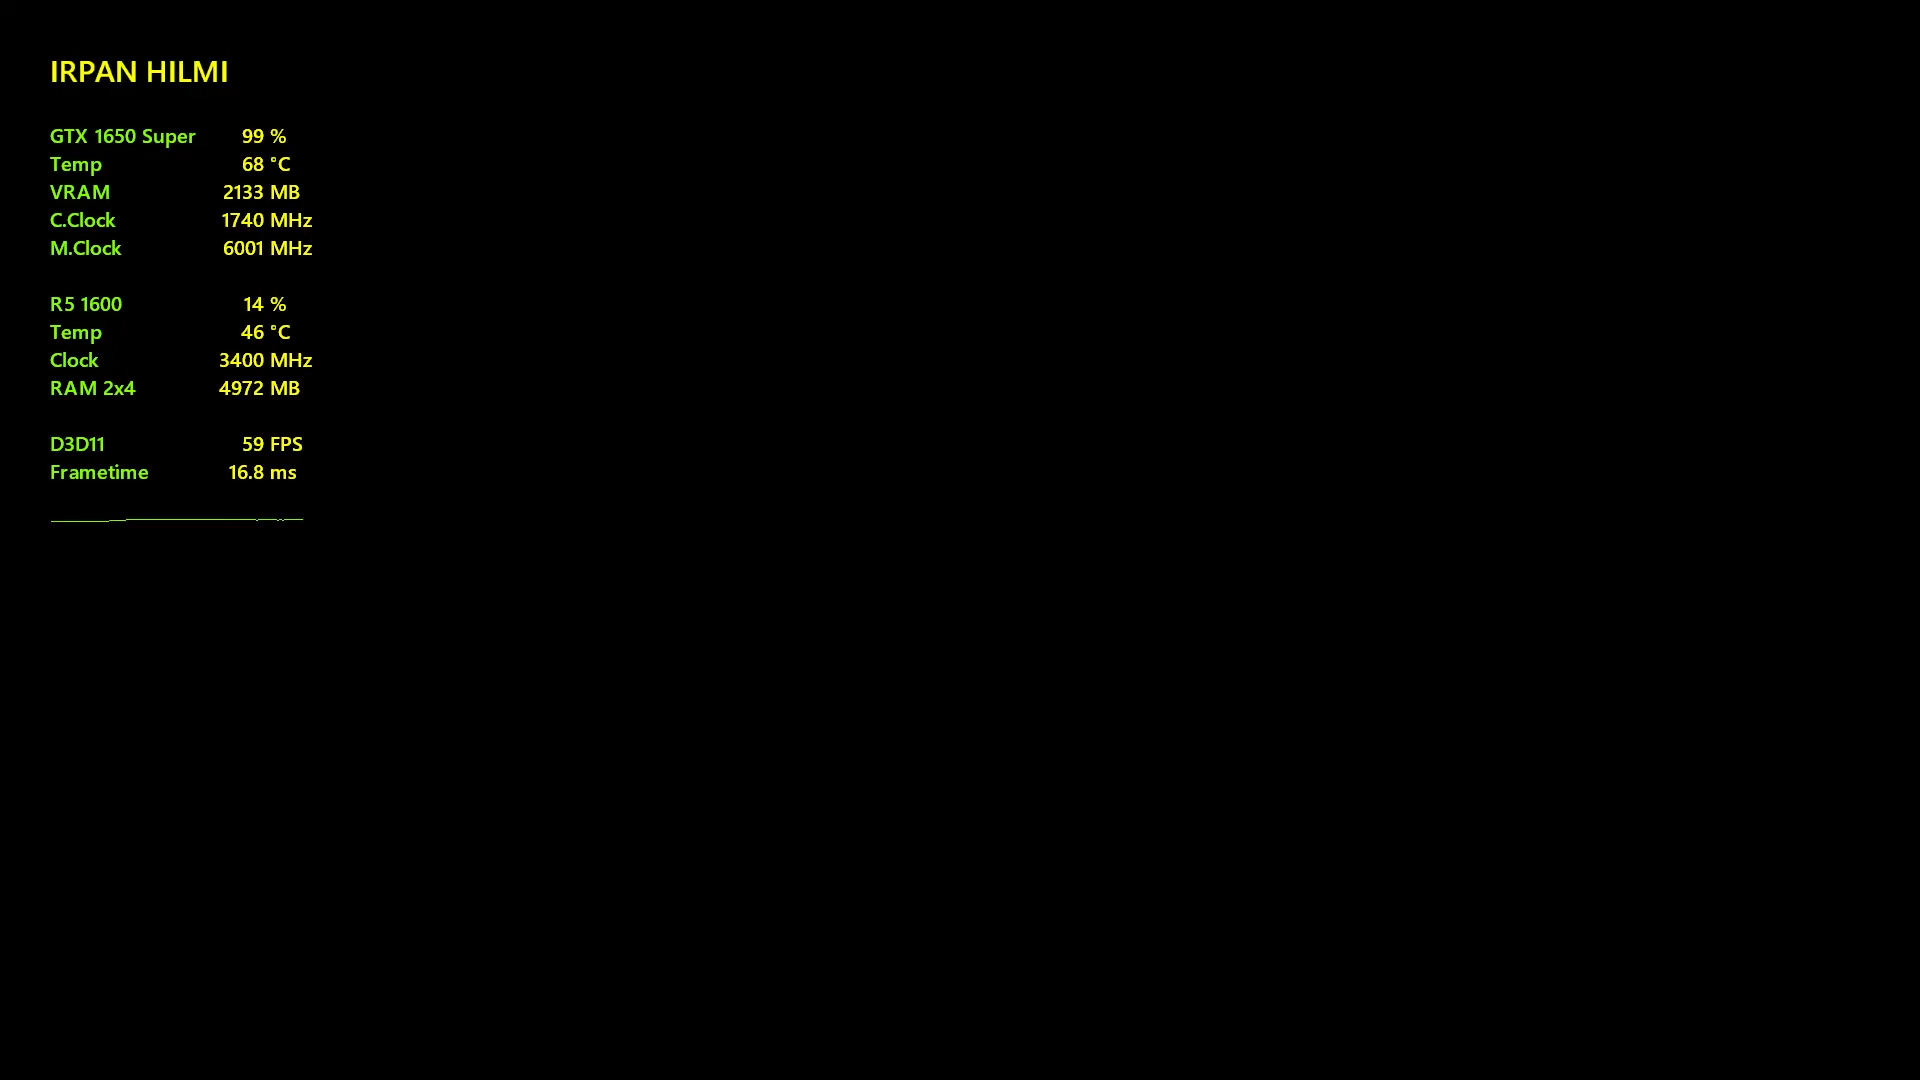 IRPAN HILMI
GTX 1650 Super 99 %
Temp 68 °C
VRAM 2133 MB
C.Clock 1740 MHz
M.Clock 6001 MHz
R5 1600 14 %
Temp 46 °C
Clock 3400 MHz
RAM 2x4 4972 MB
D3D11 59 FPS
Frametime 16.8 ms